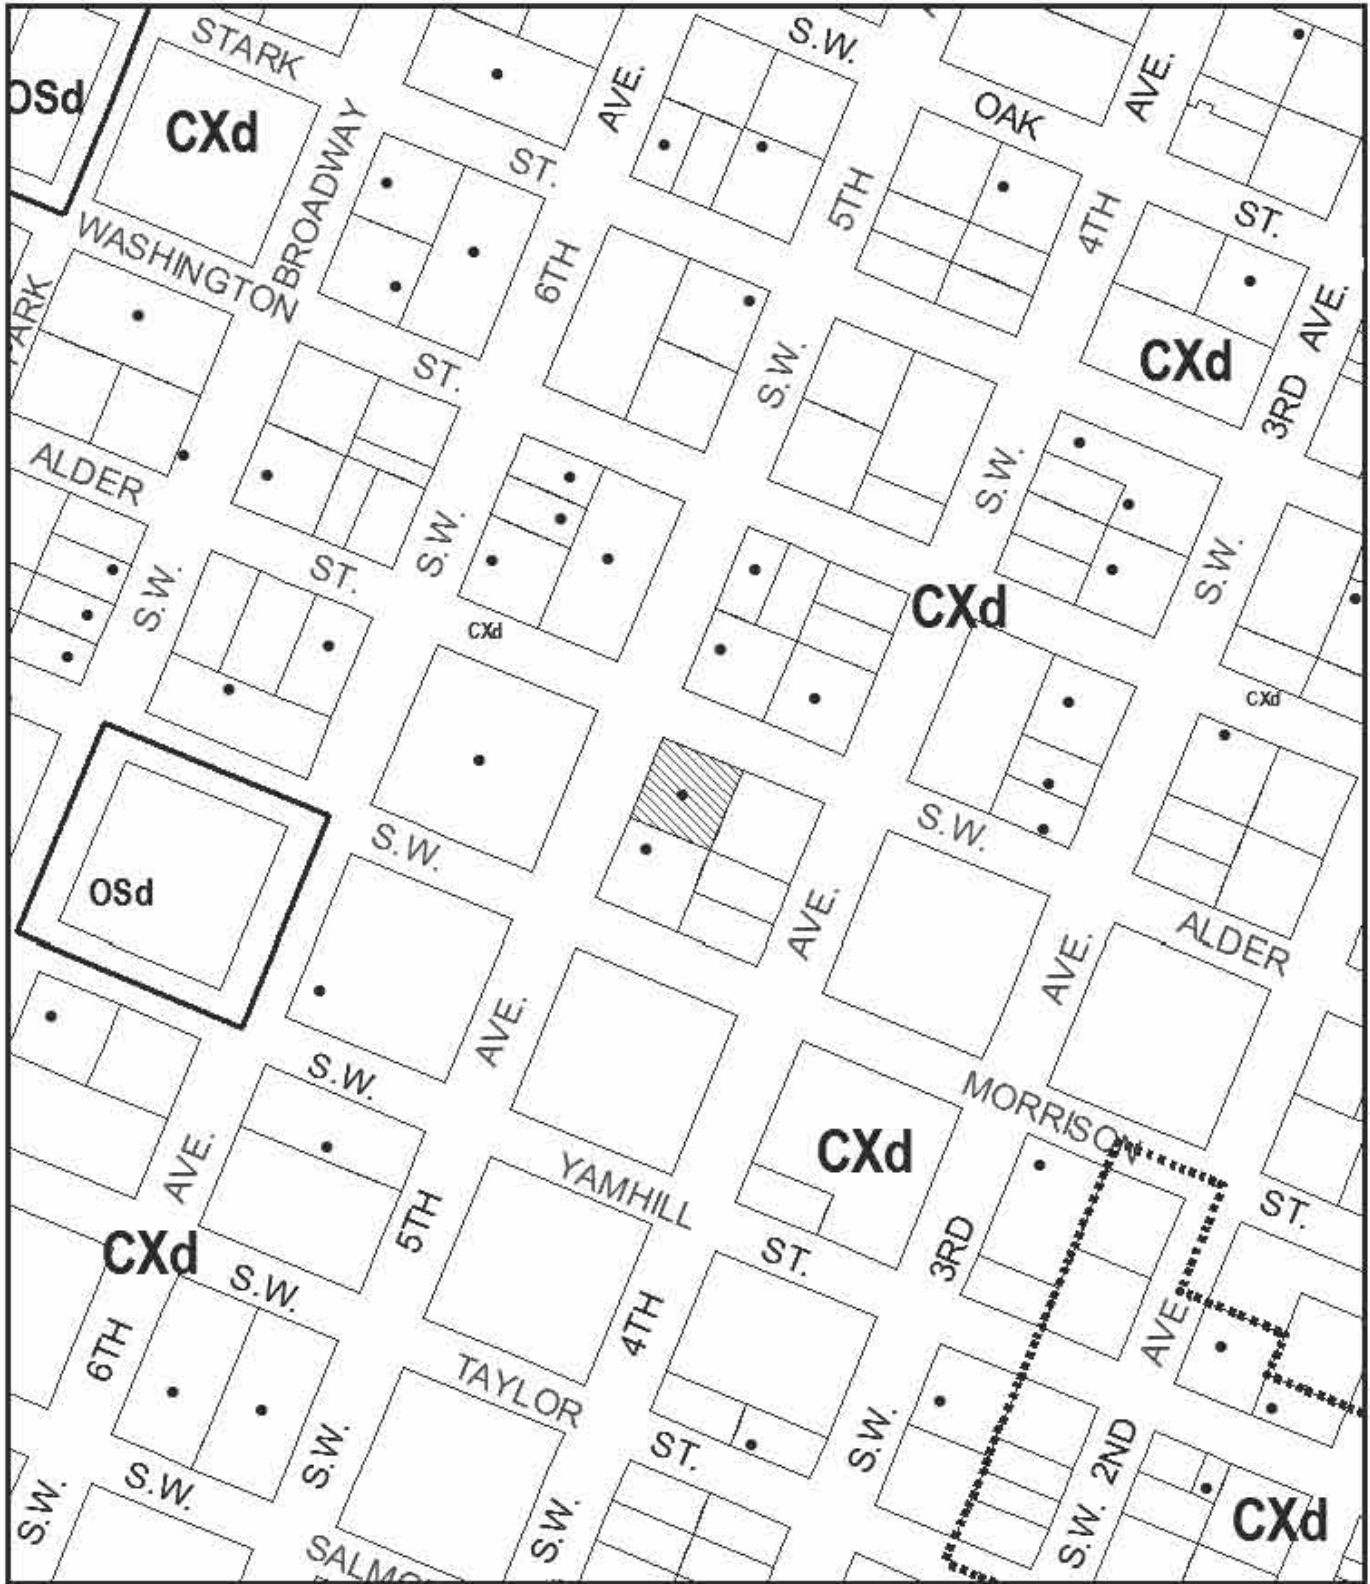 S.W.
STARK
OSd
CXd
AVE.
AVE.
OAK
BROADWAY
ST.
5TH
4TH
ST.
WASHINGTON
6TH
AVE.
ST.
S.W.
CXd
3RD
ALDER
S.W.
S.W.
S.W.
S.W.
ST.
CXd
CXd
CXd
S.W.
S.W.
OSd
AVE.
ALDER
AVE.
AVE.
S.W.
MORRISON
AVE.
CXd
YAMHILL
ST.
5TH
3RD
ST.
CXd
S.W.
4TH
AVE.
6TH
TAYLOR
S.W.
S.W.
ST.
2ND
S.W.
S.W.
S.W.
S.W.
CXd